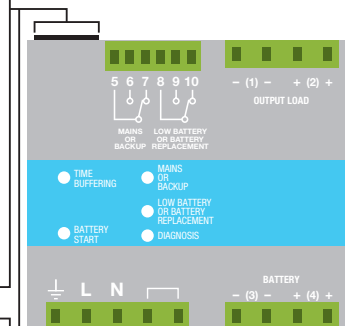 5 6 7 8 9 10
MAINS
OR
BACKUP
LOW BATTERY
OR BATTERY
REPLACEMENT
− (1) − + (2) +
OUTPUT LOAD
TIME
BUFFERING
MAINS
OR
BACKUP
LOW BATTERY
OR BATTERY
REPLACEMENT
BATTERY
START
DIAGNOSIS
L N
BATTERY
− (3) − + (4) +